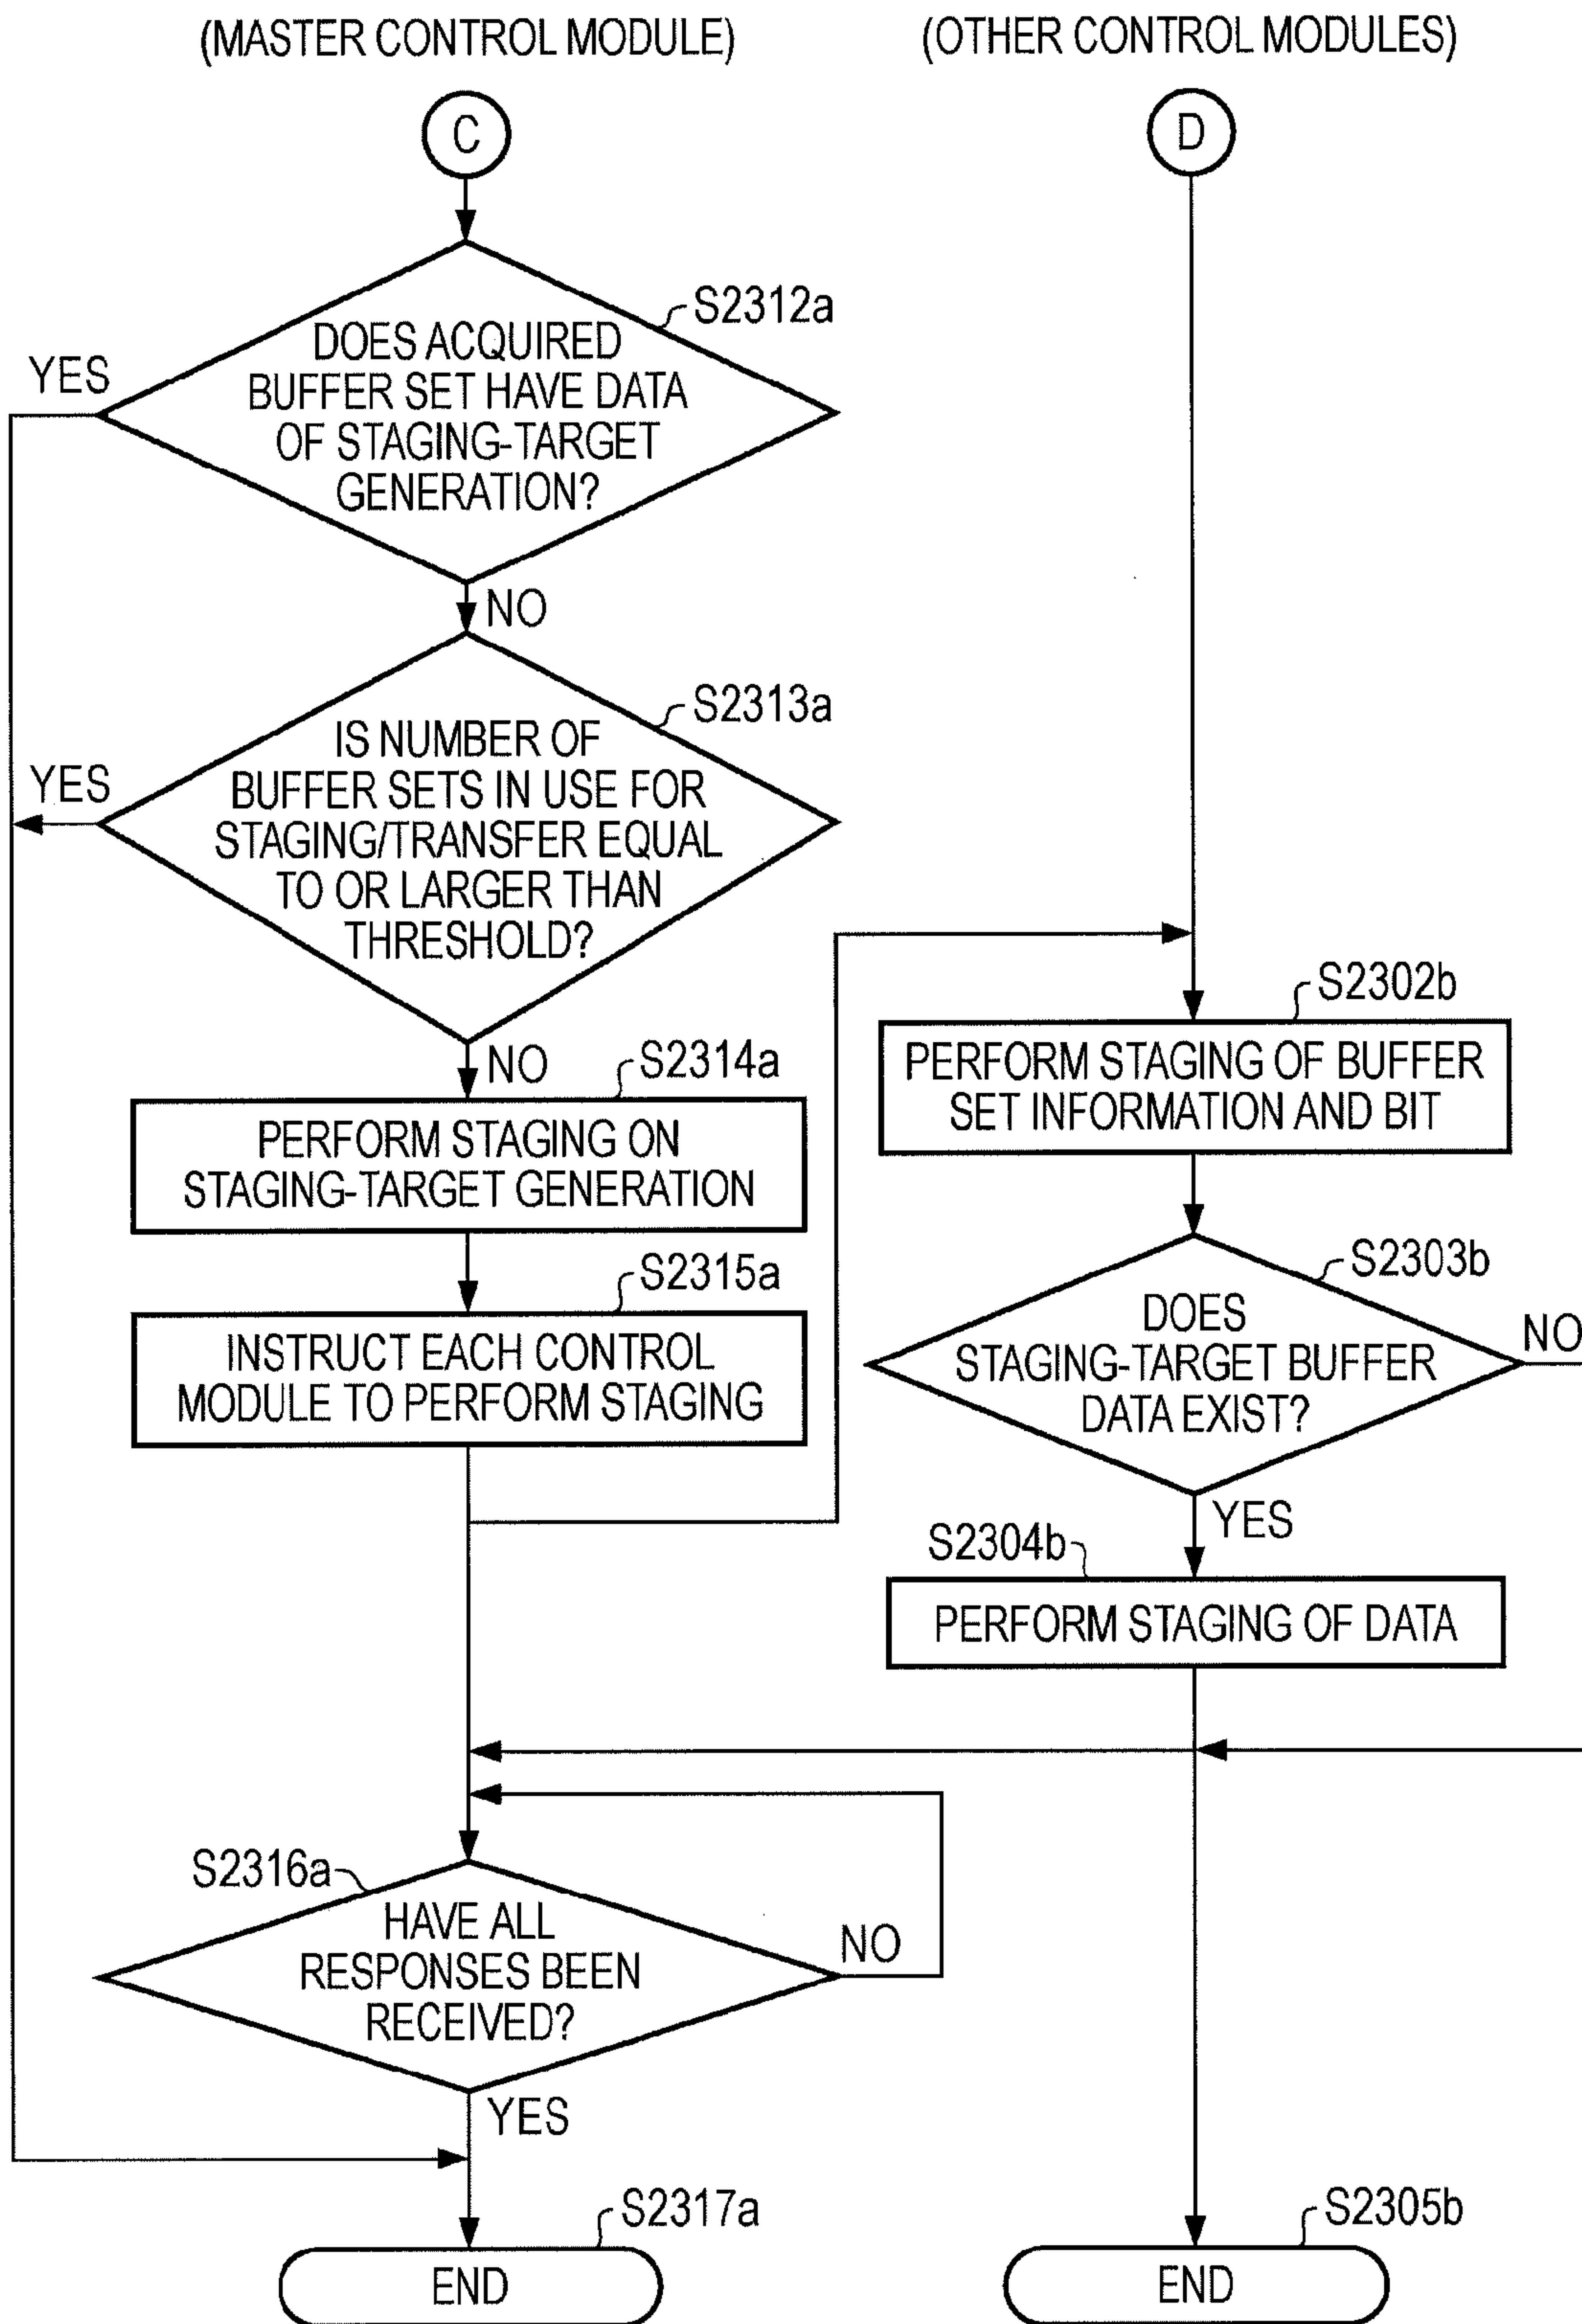 (MASTER CONTROL MODULE)
(OTHER CONTROL MODULES)
C
D
S2312a
DOES ACQUIRED
BUFFER SET HAVE DATA
OF STAGING-TARGET
GENERATION?
YES
NO
S2313a
IS NUMBER OF
BUFFER SETS IN USE FOR
STAGING/TRANSFER EQUAL
TO OR LARGER THAN
THRESHOLD?
YES
NO
S2314a
PERFORM STAGING ON
STAGING-TARGET GENERATION
S2315a
INSTRUCT EACH CONTROL
MODULE TO PERFORM STAGING
S2302b
PERFORM STAGING OF BUFFER
SET INFORMATION AND BIT
S2303b
DOES
STAGING-TARGET BUFFER
DATA EXIST?
NO
YES
S2304b
PERFORM STAGING OF DATA
S2316a
HAVE ALL
RESPONSES BEEN
RECEIVED?
NO
YES
S2317a
END
S2305b
END